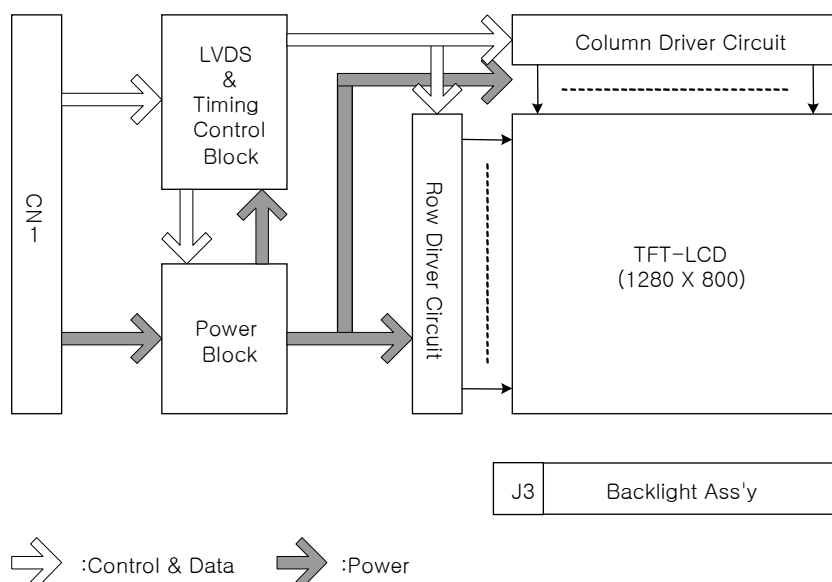 LVDS
&
Timing
Control
Block
Column Driver Circuit
CN1
Row Dirver Circuit
TFT-LCD
(1280 X 800)
Power
Block
J3
Backlight Ass'y
:Control & Data
:Power